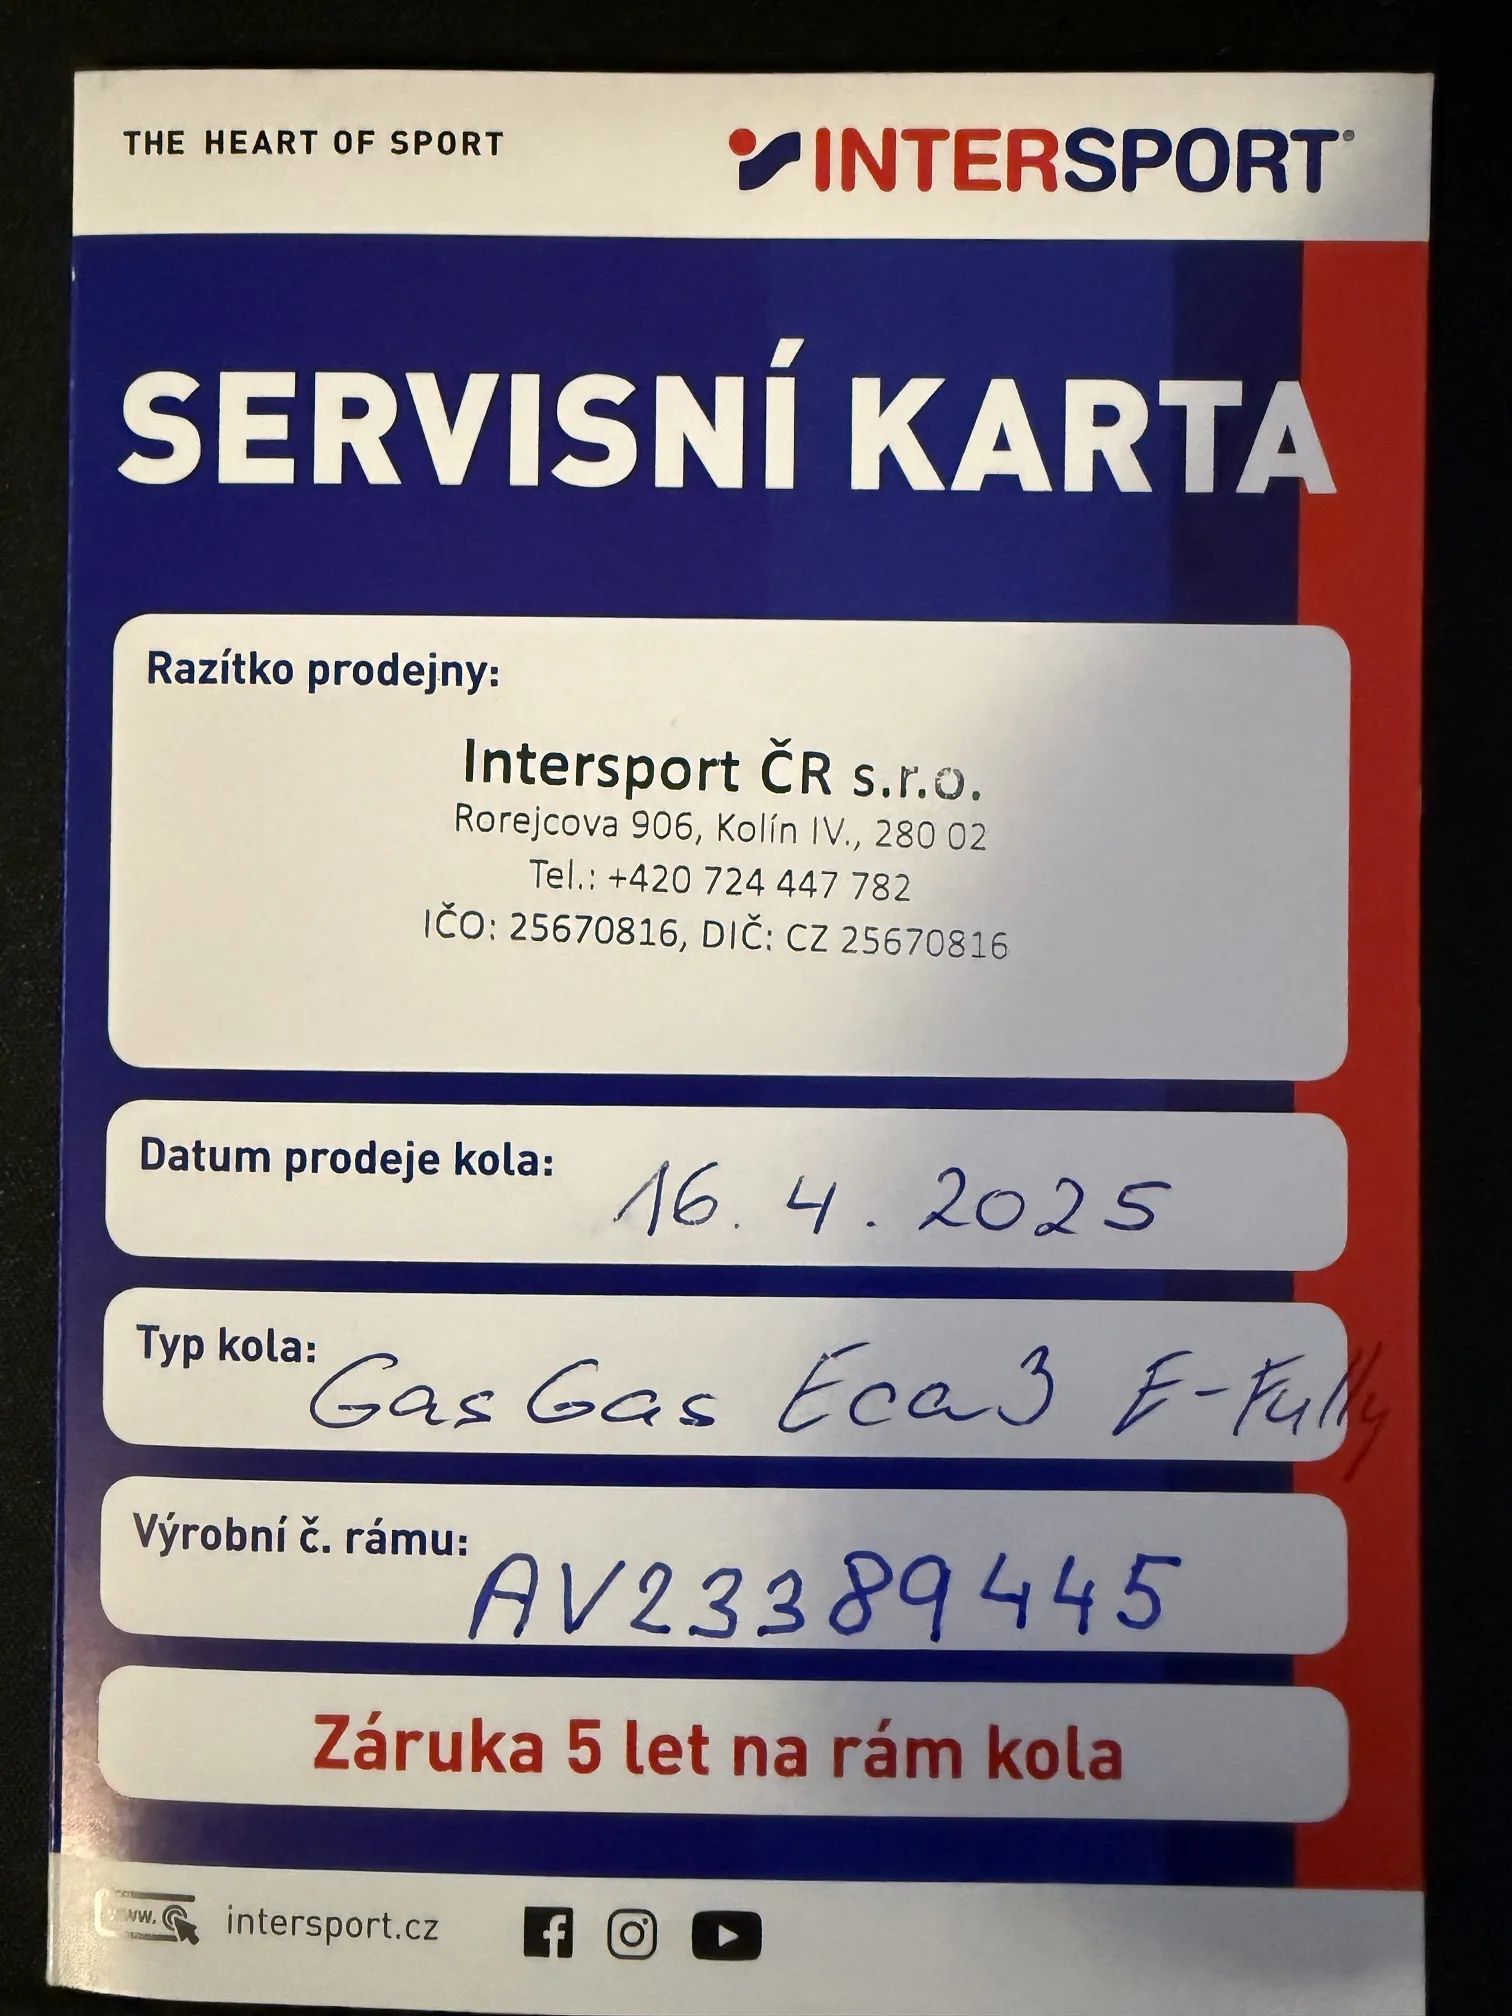 THE HEART OF SPORT
INTERSPORT
SERVISNÍ KARTA
Razítko prodejny:
Intersport ČR s.r.o.
Rorejcova 906, Kolín IV., 280 02
Tel.: +420 724 447 782
IČO: 25670816, DIČ: CZ 25670816
Datum prodeje kola: 16. 4. 2025
Typ kola: GasGas Eca3 E-Fully
Výrobní č. rámu: AV23389445
Záruka 5 let na rám kola
www. intersport.cz